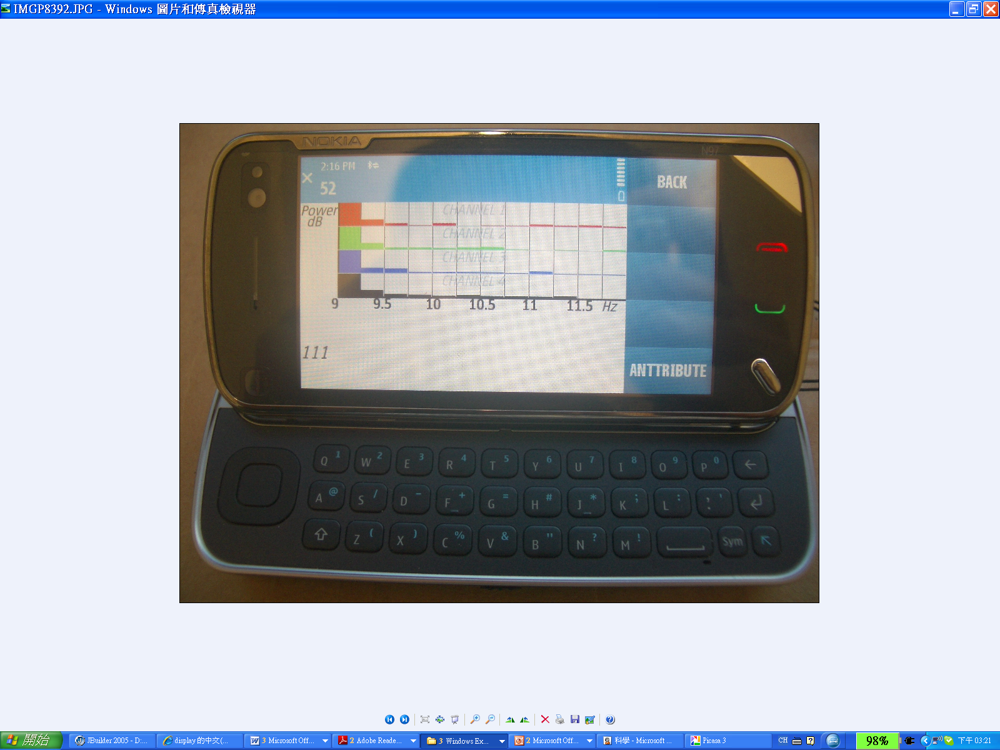 IMGP8392.JPG - Windows 圖片和傳真檢視器
NOKIA
N97
2:16 PM
52
BACK
Power
dB
CHANNEL 1
CHANNEL 2
CHANNEL 3
CHANNEL 4
9 9.5 10 10.5 11 11.5 Hz
111
ANTTRIBUTE
Q 1 W 2 E 3 R 4 T 5 Y 6 U 7 I 8 O 9 P 0 ←
A @ S / D - F + _ G = H # J * _ K ; L : , . '
Z ( X ) C % V & B " N ? M ! Sym
開始
JBuilder 2005 - D:...
display 的中文(...
3 Microsoft Off...
2 Adobe Reade...
3 Windows Ex...
2 Microsoft Off...
科學 - Microsoft ...
Picasa 3
CH
98%
下午 03:21